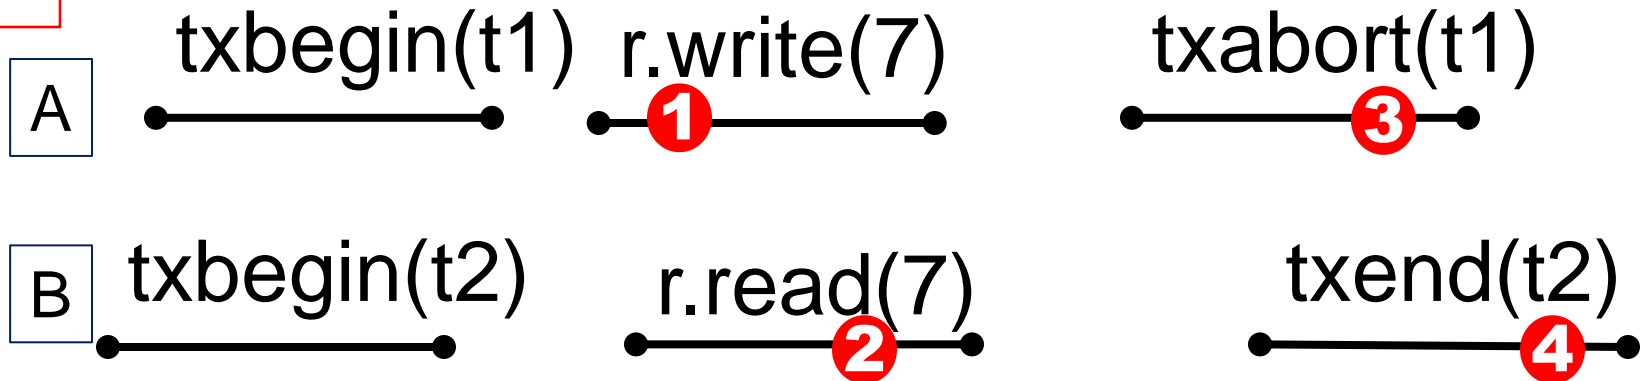 txbegin(t1) r.write(7) txabort(t1)
A
1 3
txbegin(t2) r.read(7) txend(t2)
B
2 4